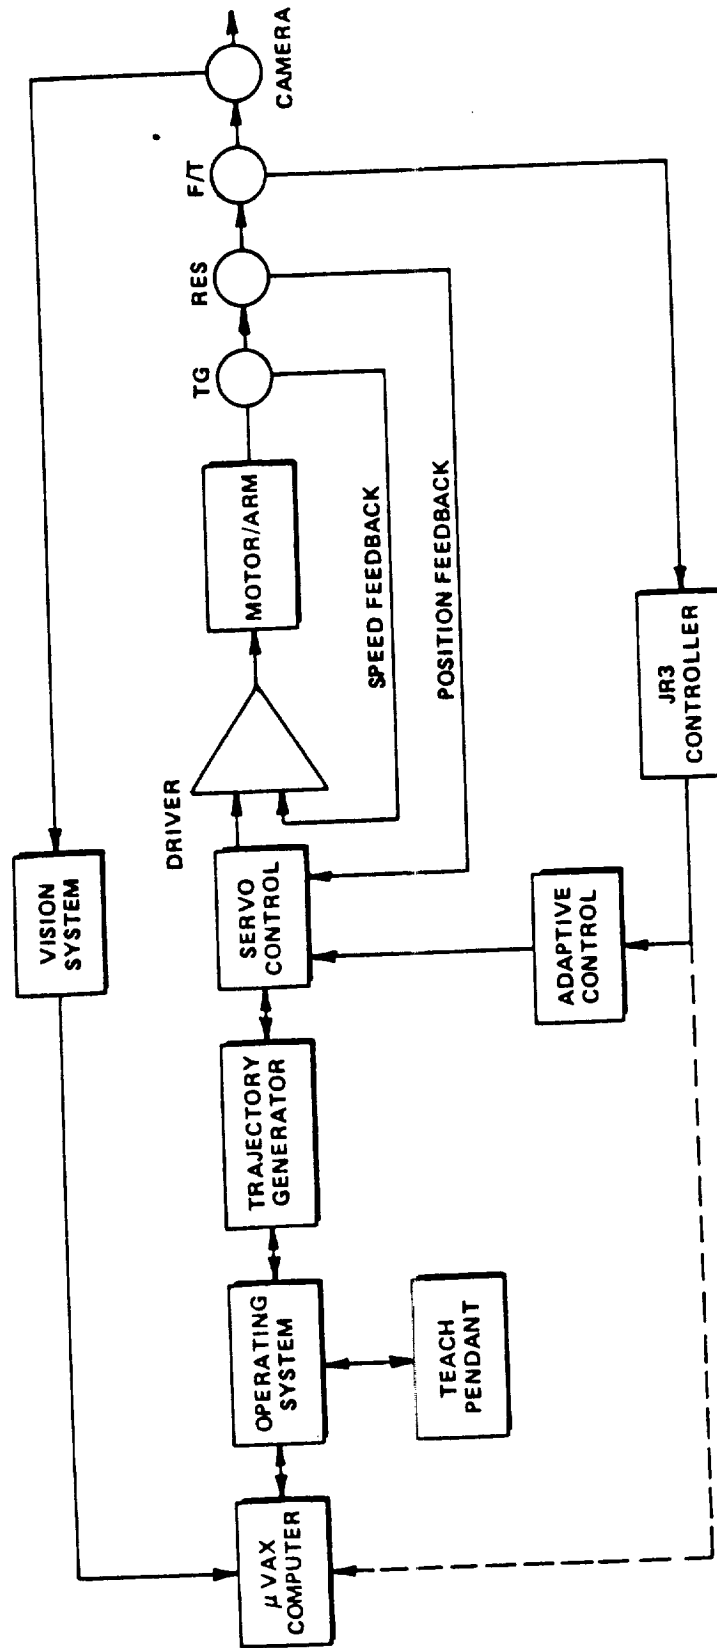 VISION
SYSTEM
μ VAX
COMPUTER
OPERATING
SYSTEM
TRAJECTORY
GENERATOR
SERVO
CONTROL
DRIVER
MOTOR/ARM
TG
RES
F/T
CAMERA
SPEED FEEDBACK
POSITION FEEDBACK
TEACH
PENDANT
ADAPTIVE
CONTROL
JR3
CONTROLLER